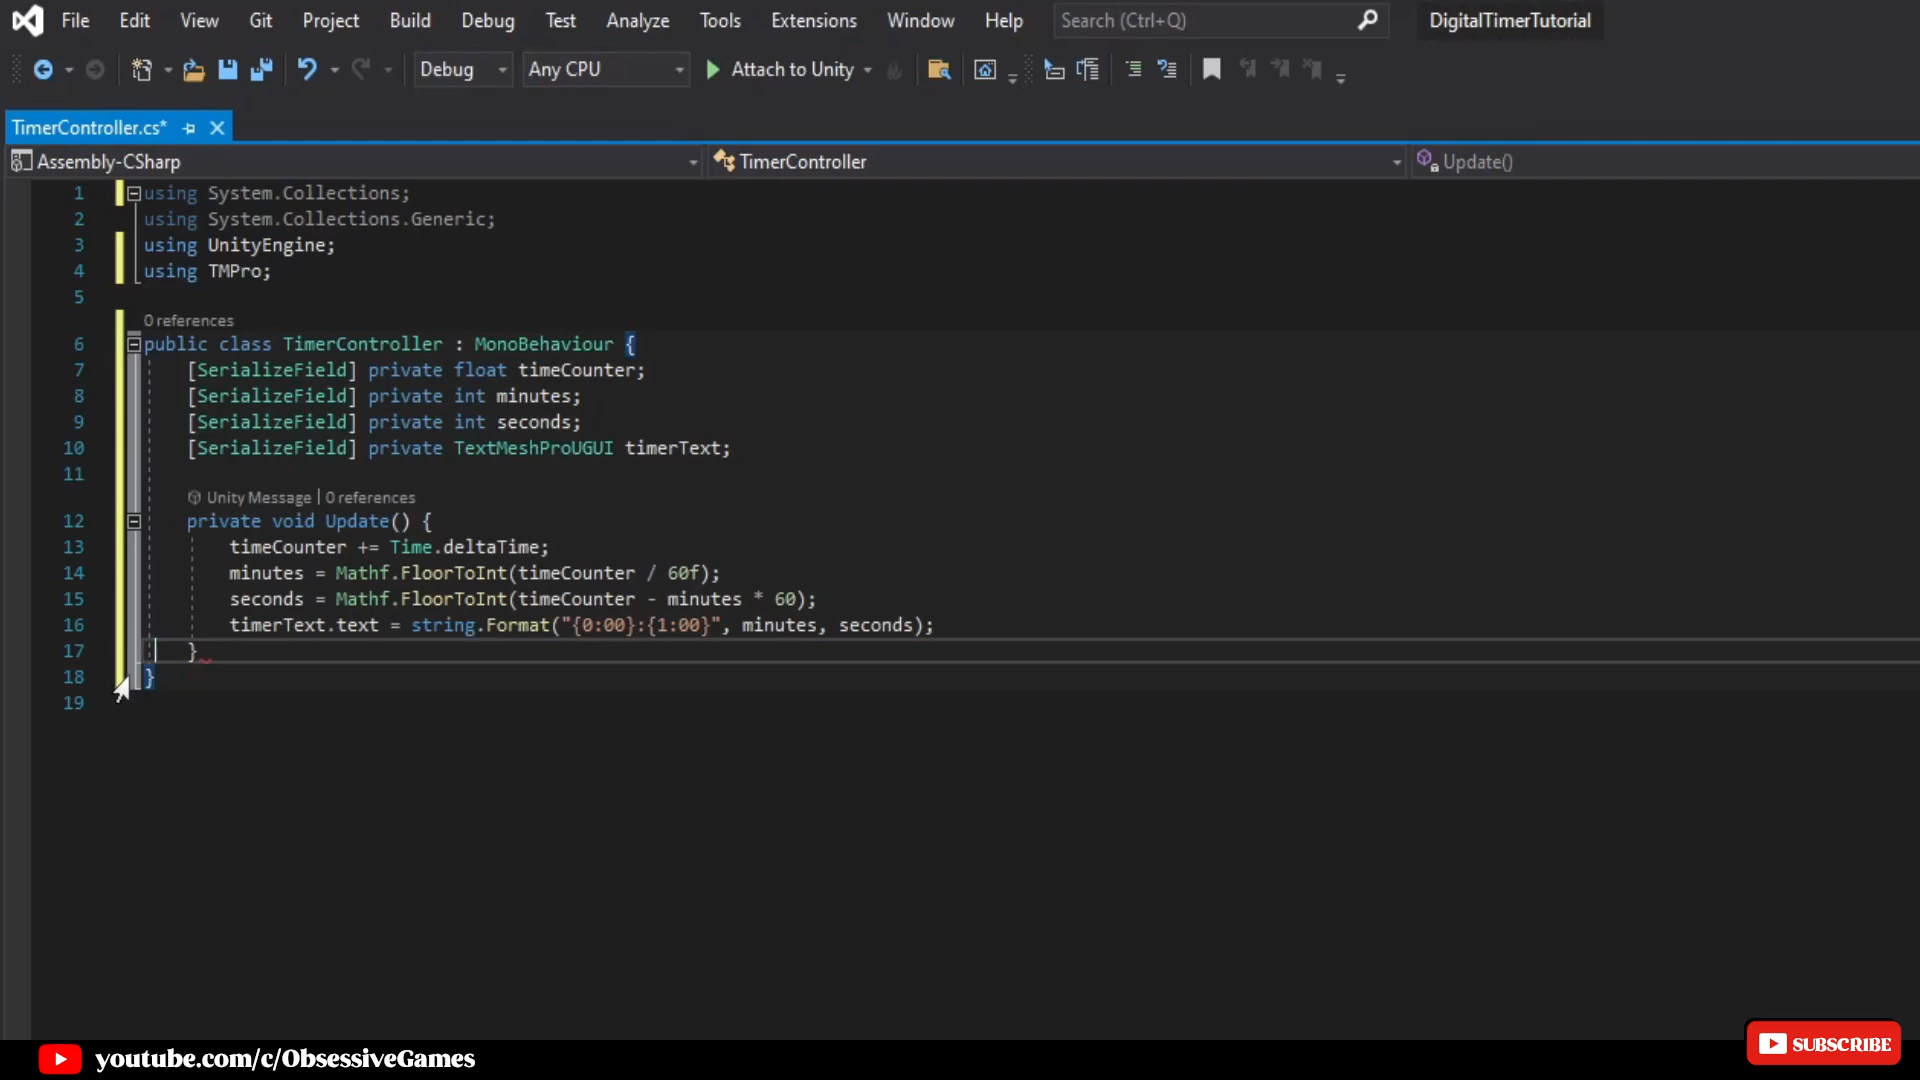 File Edit View Git Project Build Debug Test Analyze Tools Extensions Window Help Search (Ctrl+Q) DigitalTimerTutorial
Debug Any CPU Attach to Unity
TimerController.cs*
Assembly-CSharp TimerController Update()
1 using System.Collections;
2 using System.Collections.Generic;
3 using UnityEngine;
4 using TMPro;
5
0 references
6 public class TimerController : MonoBehaviour {
7 [SerializeField] private float timeCounter;
8 [SerializeField] private int minutes;
9 [SerializeField] private int seconds;
10 [SerializeField] private TextMeshProUGUI timerText;
11
Unity Message | 0 references
12 private void Update() {
13 timeCounter += Time.deltaTime;
14 minutes = Mathf.FloorToInt(timeCounter / 60f);
15 seconds = Mathf.FloorToInt(timeCounter - minutes * 60);
16 timerText.text = string.Format("{0:00}:{1:00}", minutes, seconds);
17 }
18 }
19
youtube.com/c/ObsessiveGames
SUBSCRIBE